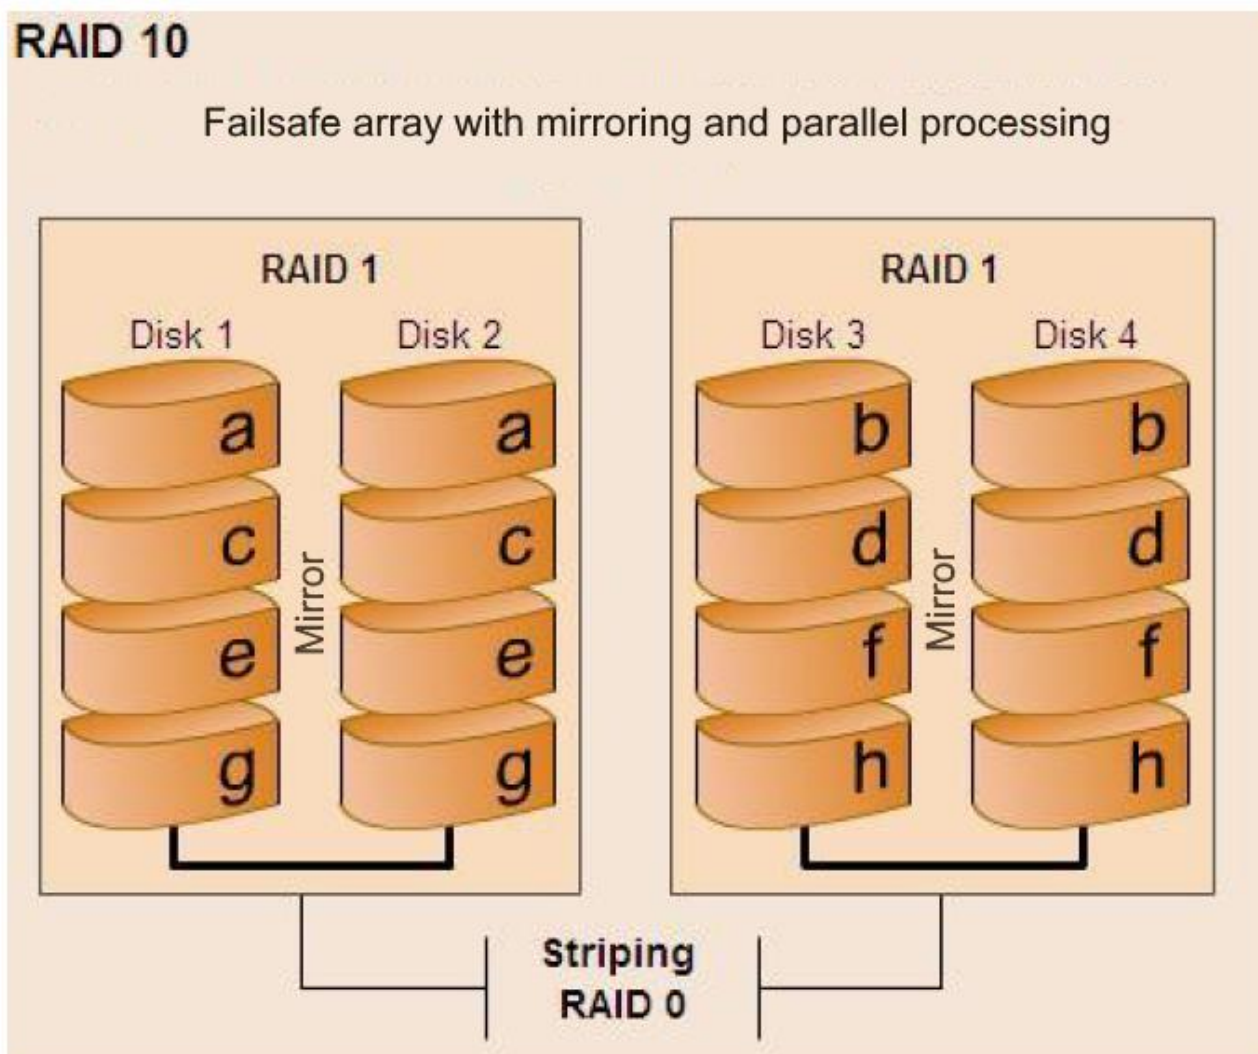 RAID 10
Failsafe array with mirroring and parallel processing
RAID 1
Disk 1 Disk 2
a a
c c
Mirror
e e
g g
RAID 1
Disk 3 Disk 4
b b
d d
Mirror
f f
h h
Striping
RAID 0